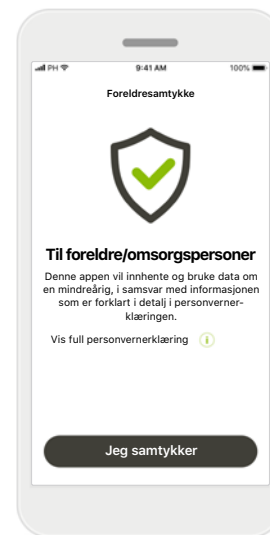 PH 9:41 AM 100%
Foreldresamtykke
Til foreldre/omsorgspersoner
Denne appen vil innhente og bruke data om
en mindreårig, i samsvar med informasjonen
som er forklart i detalj i personverner-
klæringen.
Vis full personvernerklæring i
Jeg samtykker